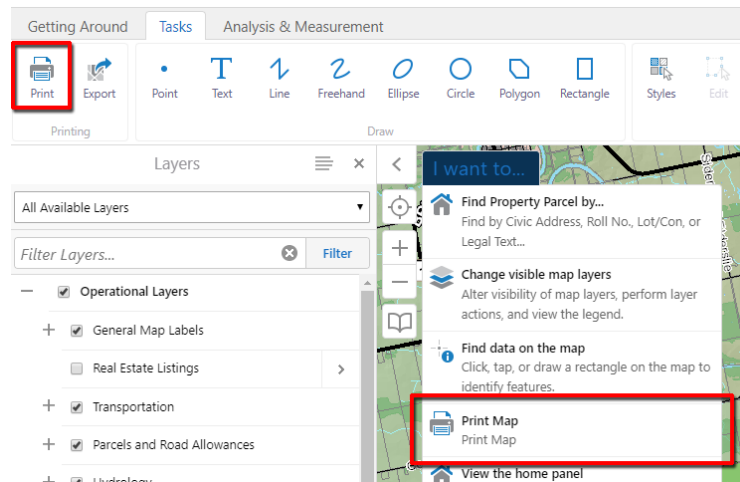 Getting Around
Tasks
Analysis & Measurement
Print
Export
Point
Text
Line
Freehand
Ellipse
Circle
Polygon
Rectangle
Styles
Edit
Printing
Draw
Layers
All Available Layers
Filter Layers...
Filter
Operational Layers
General Map Labels
Real Estate Listings
Transportation
Parcels and Road Allowances
Hydrology
I want to...
Find Property Parcel by...
Find by Civic Address, Roll No., Lot/Con, or
Legal Text...
Change visible map layers
Alter visibility of map layers, perform layer
actions, and view the legend.
Find data on the map
Click, tap, or draw a rectangle on the map to
identify features.
Print Map
Print Map
View the home panel